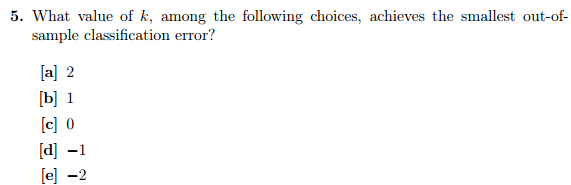 5. What value of k, among the following choices, achieves the smallest out-of-
sample classification error?
[a] 2
[b] 1
[c] 0
[d] −1
[e] −2